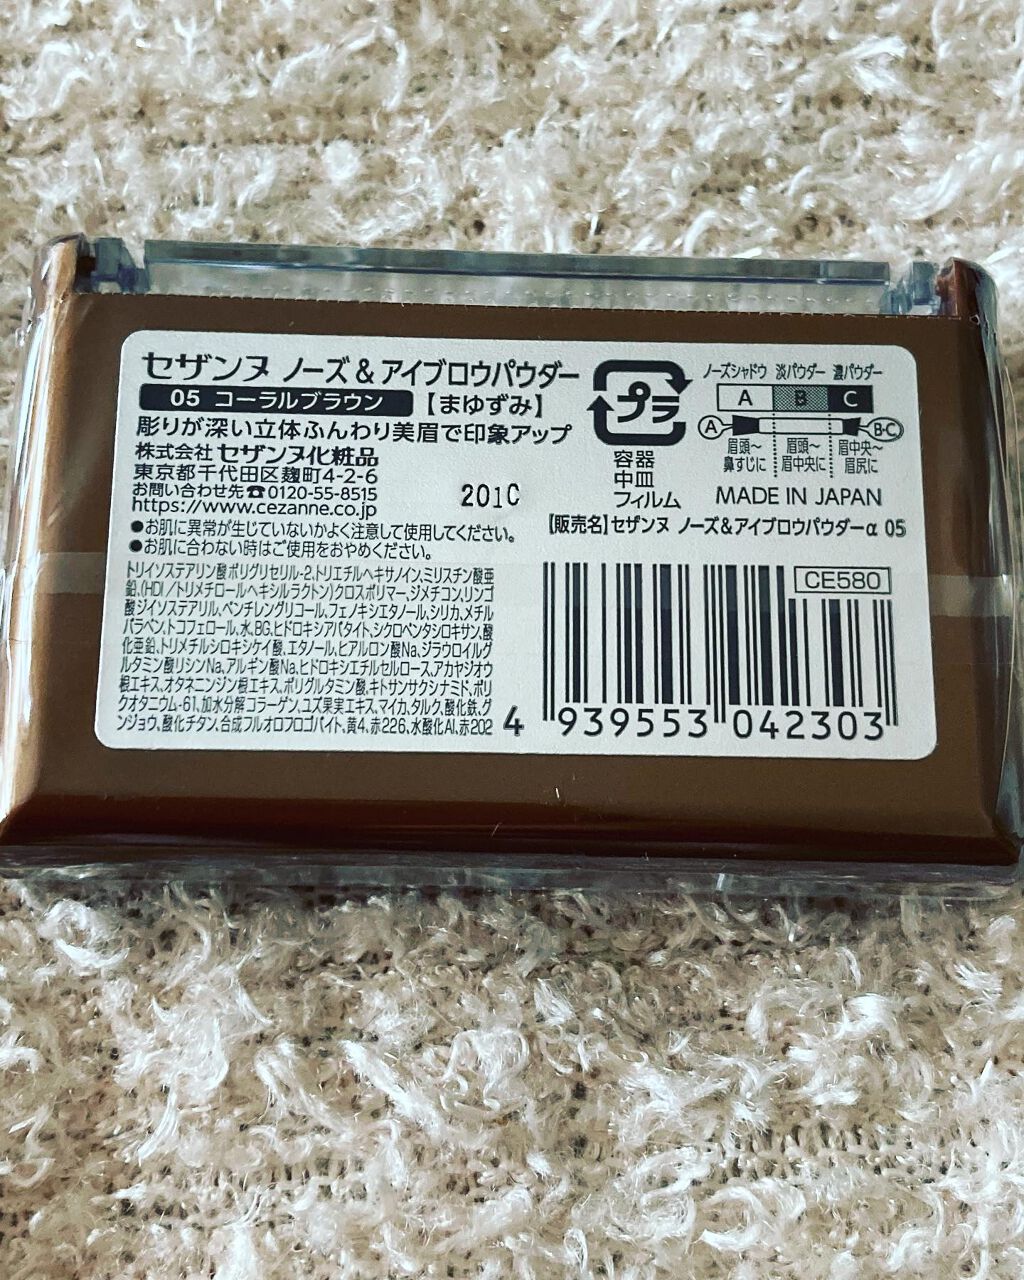 セザンヌ ノーズ&アイブロウパウダー
05 コーラルブラウン 【まゆずみ】
彫りが深い立体ふんわり美眉で印象アップ
株式会社 セザンヌ化粧品
東京都千代田区麹町4-2-6
お問い合わせ先☎0120-55-8515
https://www.cezanne.co.jp
201C
●お肌に異常が生じていないかよく注意して使用してください。
●お肌に合わない時はご使用をおやめください。
プラ
容器
中皿
フィルム
ノーズシャドウ 淡パウダー 濃パウダー
A B C
A B·C
眉頭～ 眉頭～ 眉中央～
鼻すじに 眉中央に 眉尻に
MADE IN JAPAN
【販売名】セザンヌ ノーズ&アイブロウパウダーα 05
トリイソステアリン酸ポリグリセリル-2、トリエチルヘキサノイン、ミリスチン酸亜
鉛、(HDI/トリメチロールヘキシルラクトン)クロスポリマー、ジメチコン、リンゴ
酸ジイソステアリル、ペンチレングリコール、フェノキシエタノール、シリカ、メチル
パラベン、トコフェロール、水、BG、ヒドロキシアパタイト、シクロペンタシロキサン、酸
化亜鉛、トリメチルシロキシケイ酸、エタノール、ヒアルロン酸Na、ジラウロイルグ
ルタミン酸リシンNa、アルギン酸Na、ヒドロキシエチルセルロース、アカヤジオウ
根エキス、オタネニンジン根エキス、ポリグルタミン酸、キトサンサクシナミド、ポリ
クオタニウム-61、加水分解コラーゲン、ユズ果実エキス、マイカ、タルク、酸化鉄、グ
ンジョウ、酸化チタン、合成フルオロフロゴパイト、黄4、赤226、水酸化Al、赤202
CE580
4 939553 042303